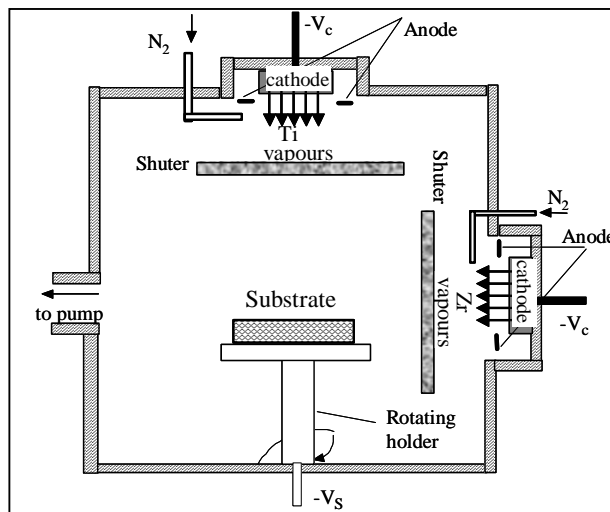 -Vc
Anode
N2
cathode
Ti
vapours
Shuter
Shuter
N2
Anode
cathode
Zr
vapours
-Vc
to pump
Substrate
Rotating
holder
-VS